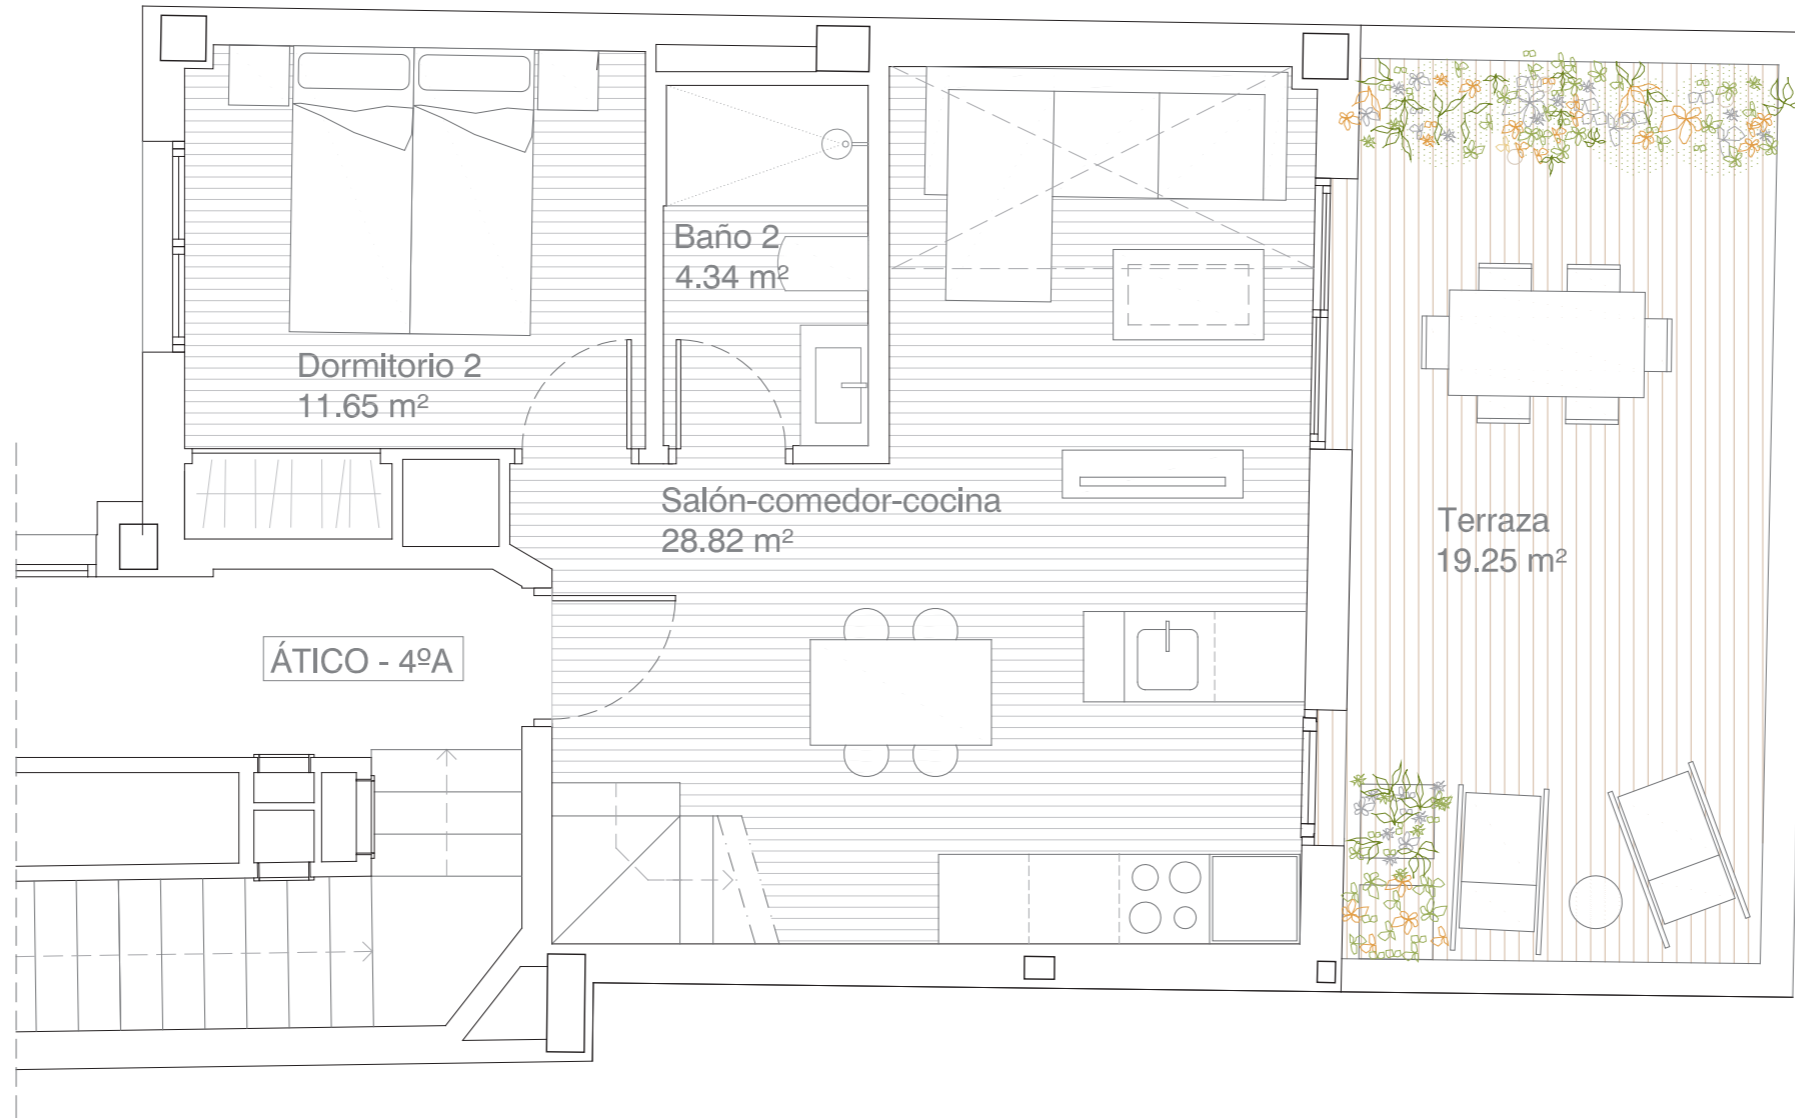 Baño 2
4.34 m²
Dormitorio 2
11.65 m²
Salón-comedor-cocina
28.82 m²
Terraza
19.25 m²
ÁTICO - 4ºA